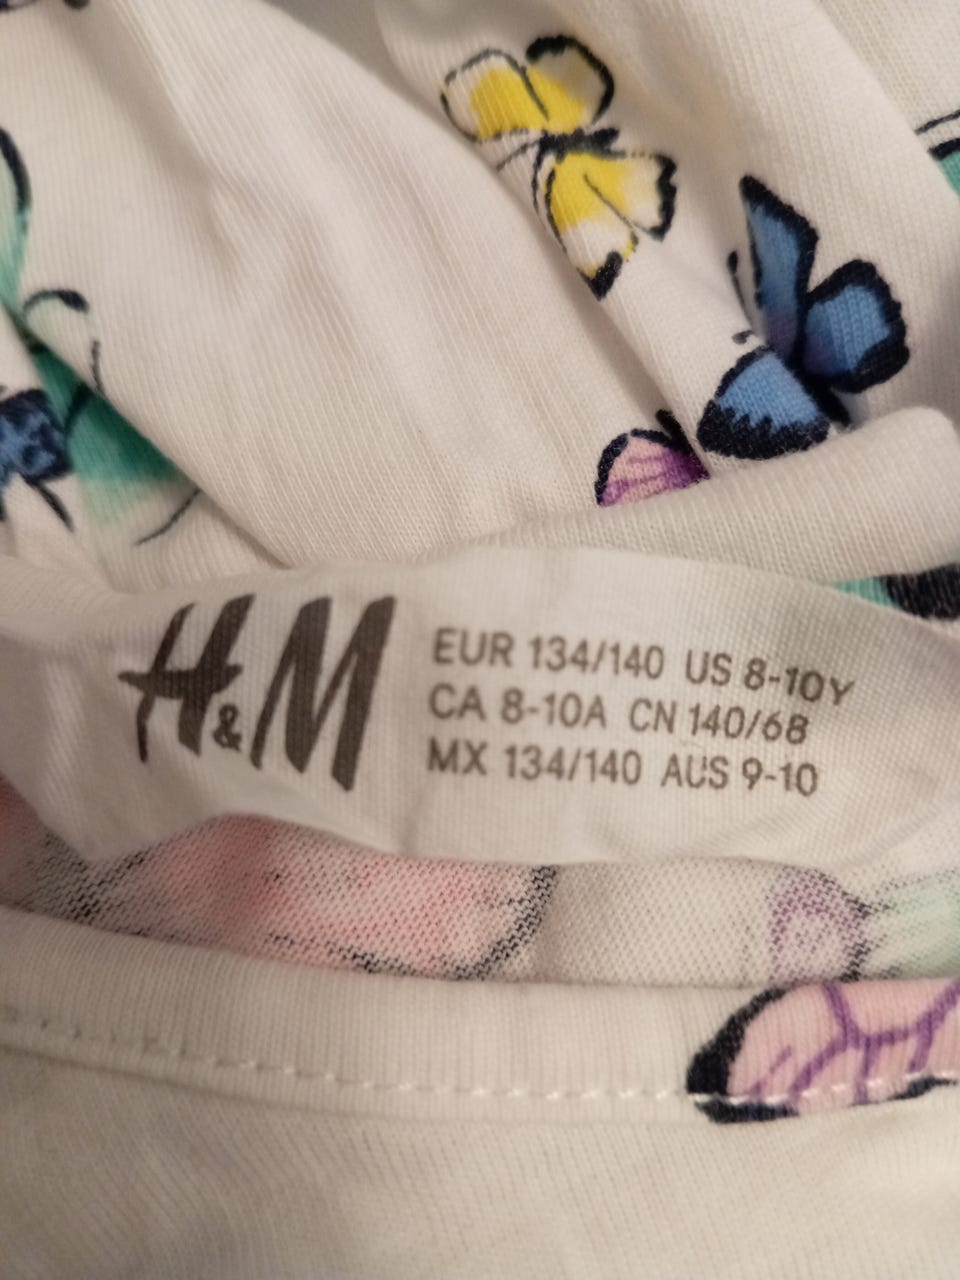 H&M
EUR 134/140 US 8-10Y
CA 8-10A CN 140/68
MX 134/140 AUS 9-10